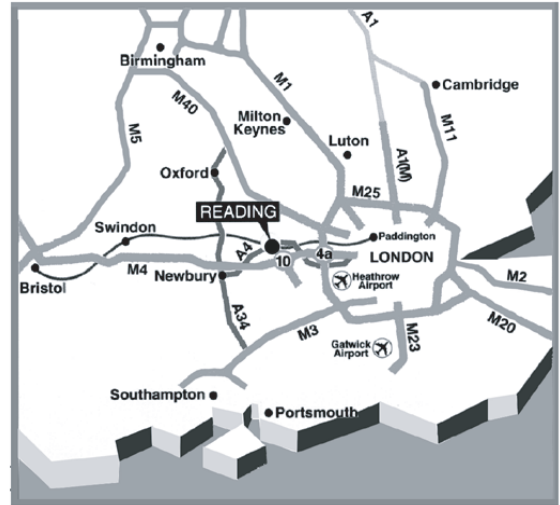 A1
Birmingham
M1
Cambridge
M40
Milton
Keynes
M5
Luton
M11
A1(M)
Oxford
M25
READING
Swindon
Paddington
A4
4a
LONDON
10
M4
Newbury
Heathrow
Airport
M2
Bristol
A34
M3
M20
M23
Gatwick
Airport
Southampton
Portsmouth